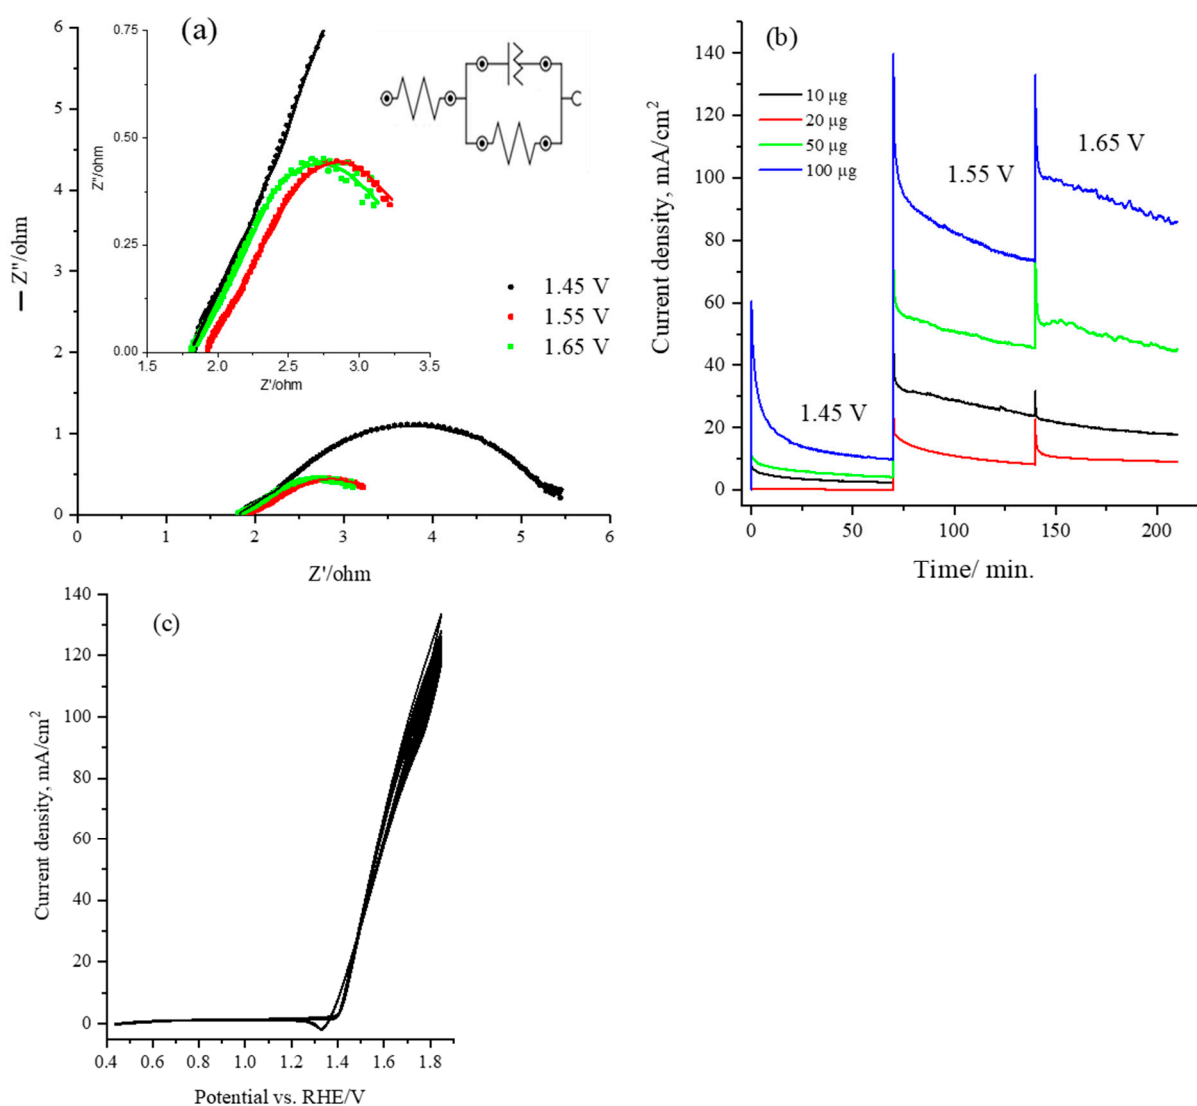 (a)
6
5
4
3
2
1
0
— Z"/ohm
0
1
2
3
4
5
6
Z'/ohm
0.75
0.50
0.25
0.00
Z"/ohm
1.5
2.0
2.5
3.0
3.5
Z'/ohm
1.45 V
1.55 V
1.65 V
(b)
140
120
100
80
60
40
20
0
Current density, mA/cm²
10 µg
20 µg
50 µg
100 µg
1.45 V
1.55 V
1.65 V
0
50
100
150
200
Time/ min.
(c)
140
120
100
80
60
40
20
0
Current density, mA/cm²
0.4
0.6
0.8
1.0
1.2
1.4
1.6
1.8
Potential vs. RHE/V